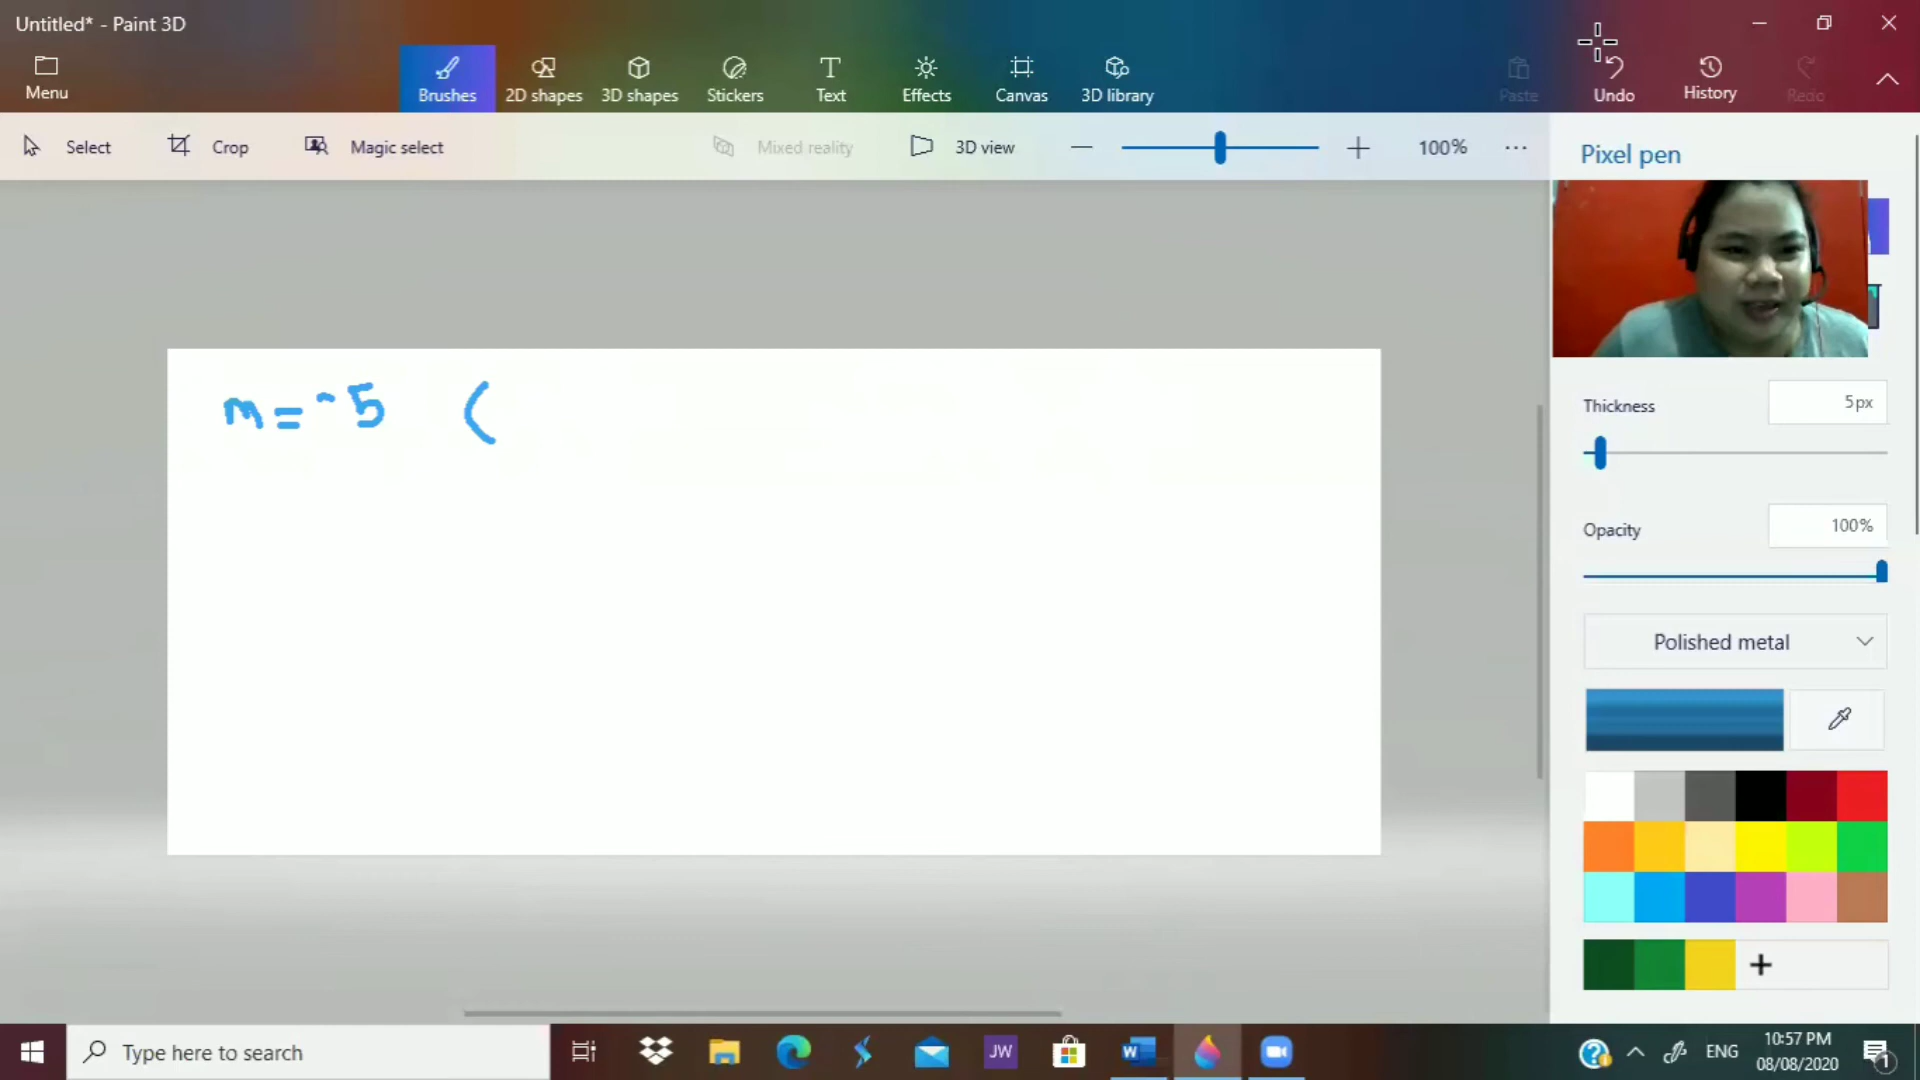 Untitled* - Paint 3D
Menu
Brushes
2D shapes
3D shapes
Stickers
Text
Effects
Canvas
3D library
Paste
Undo
History
Redo
Select
Crop
Magic select
Mixed reality
3D view
100%
Pixel pen
m = -5 (
Thickness
5px
Opacity
100%
Polished metal
Type here to search
JW
ENG
10:57 PM
08/08/2020
1